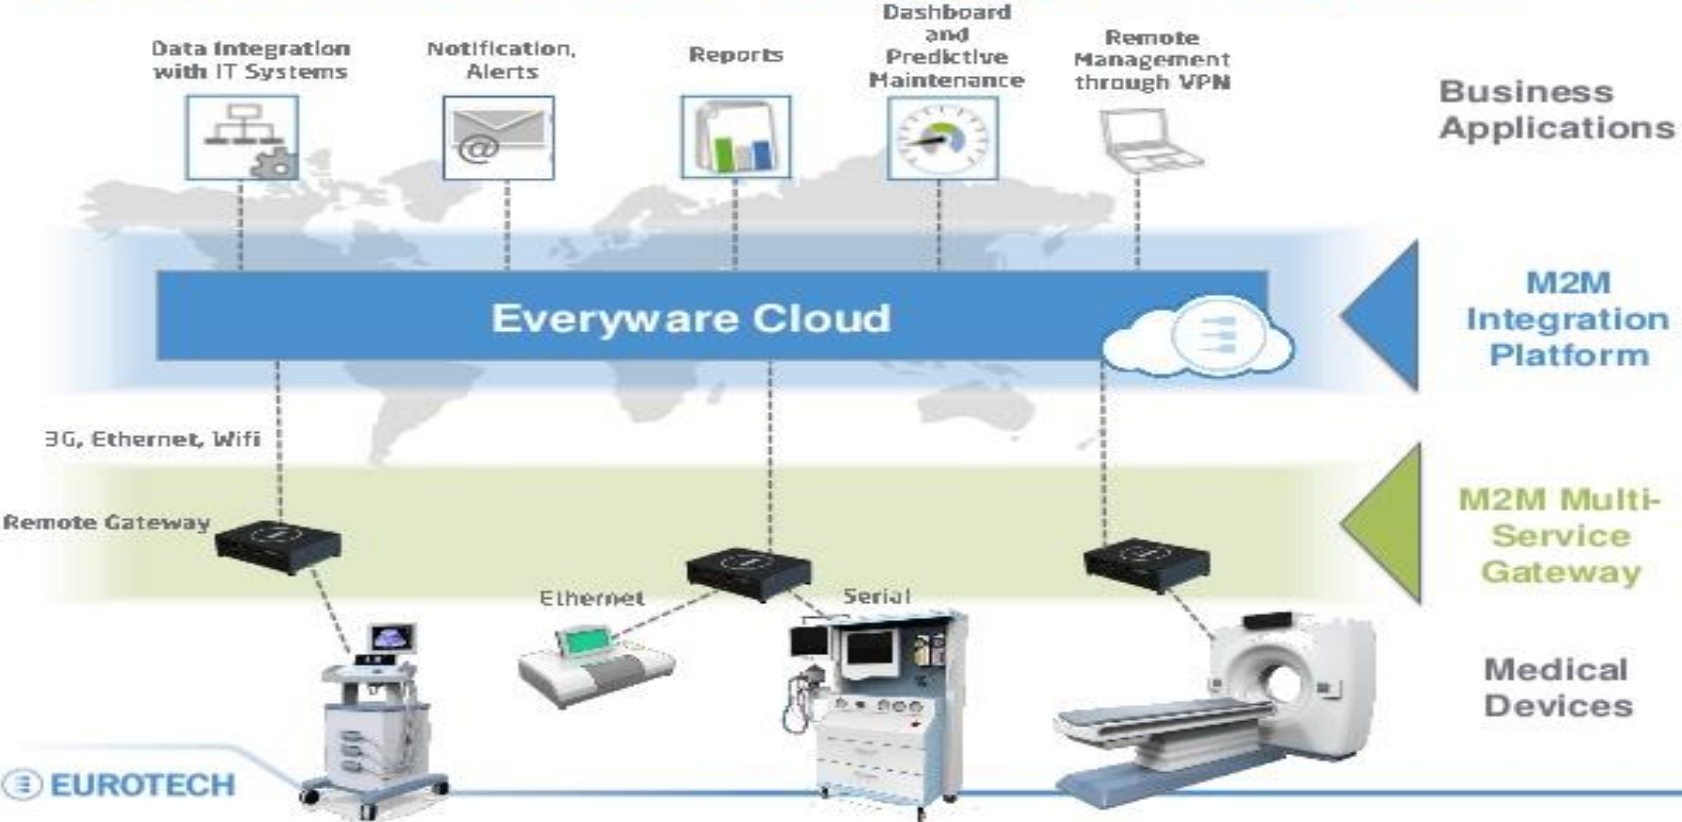 Data Integration
with IT Systems
Notification,
Alerts
Reports
Dashboard
and
Predictive
Maintenance
Remote
Management
through VPN
Business
Applications
@
Everyware Cloud
M2M
Integration
Platform
3G, Ethernet, Wifi
Remote Gateway
M2M Multi-
Service
Gateway
Ethernet
Serial
Medical
Devices
EUROTECH